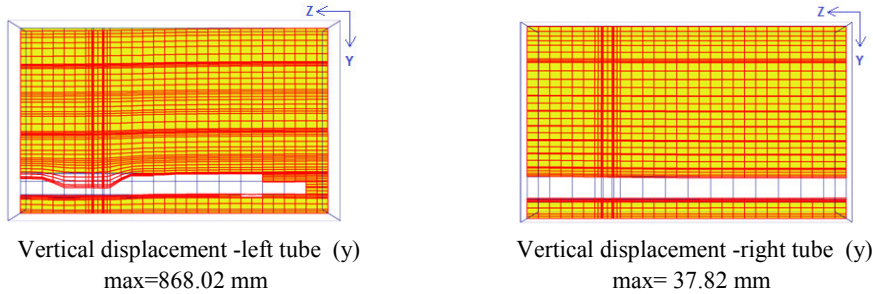 Z
Y
Vertical displacement -left tube (y)
max=868.02 mm
Z
Y
Vertical displacement -right tube (y)
max= 37.82 mm